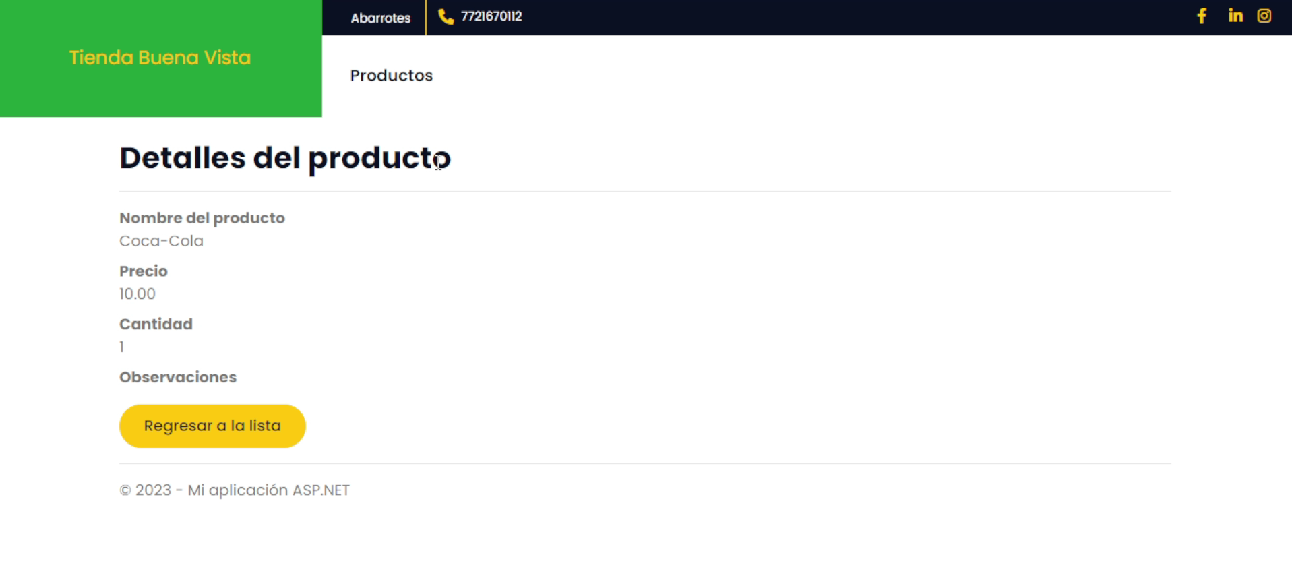 Tienda Buena Vista
Abarrotes
7721670112
Productos
Detalles del producto
Nombre del producto
Coca-Cola
Precio
10.00
Cantidad
1
Observaciones
Regresar a la lista
© 2023 - Mi aplicación ASP.NET